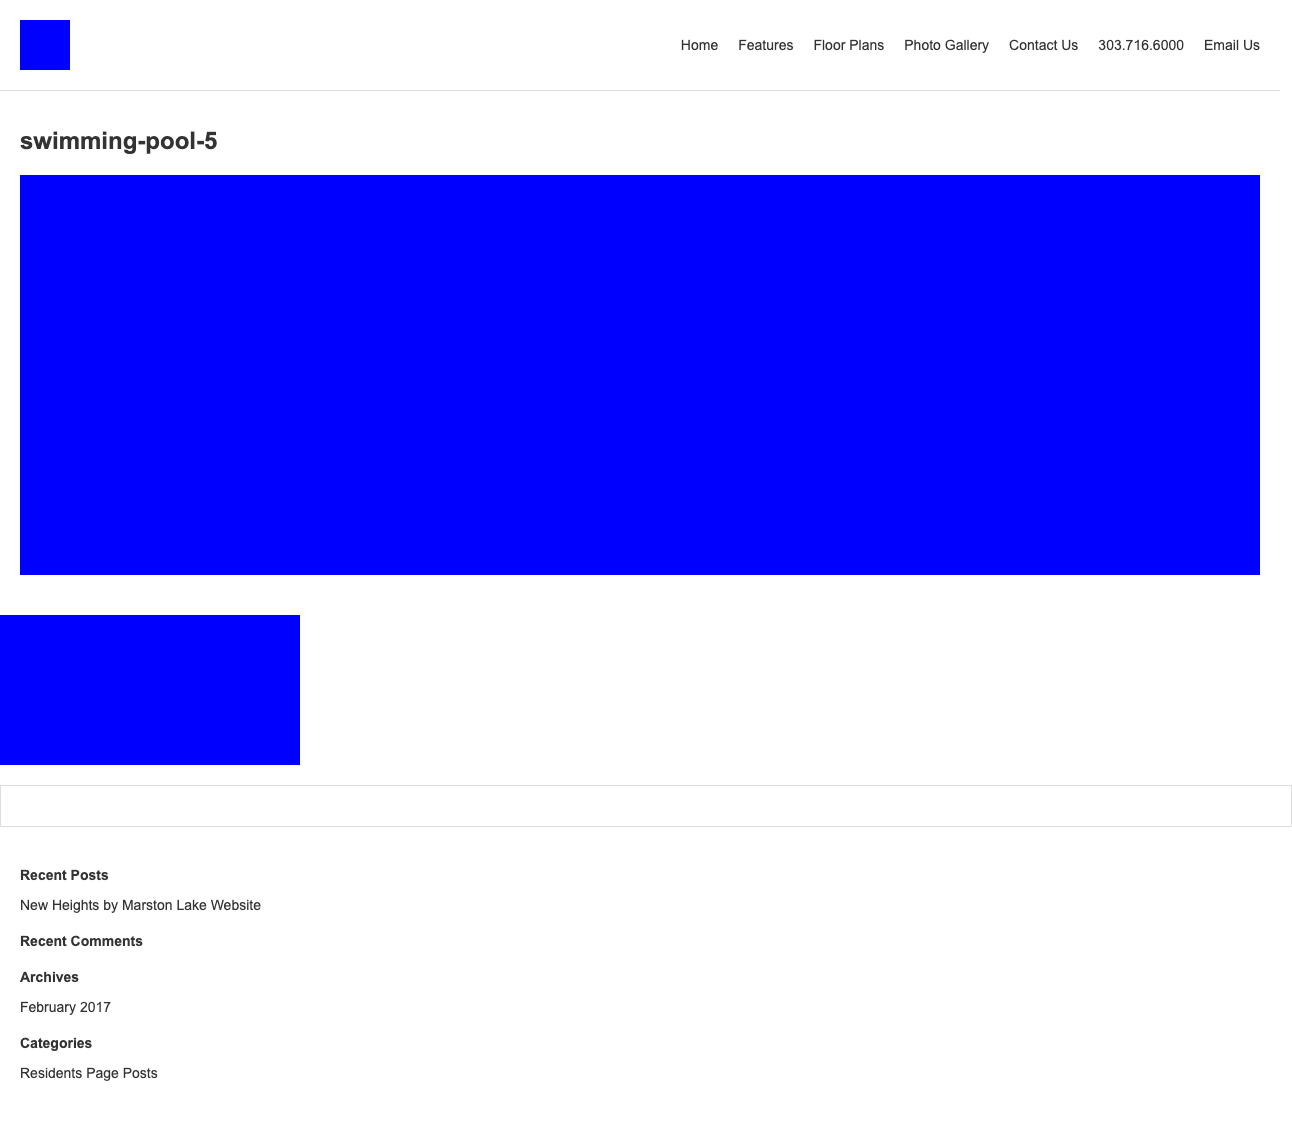 Home Features Floor Plans Photo Gallery Contact Us 303.716.6000 Email Us
swimming-pool-5
Recent Posts
New Heights by Marston Lake Website
Recent Comments
Archives
February 2017
Categories
Residents Page Posts